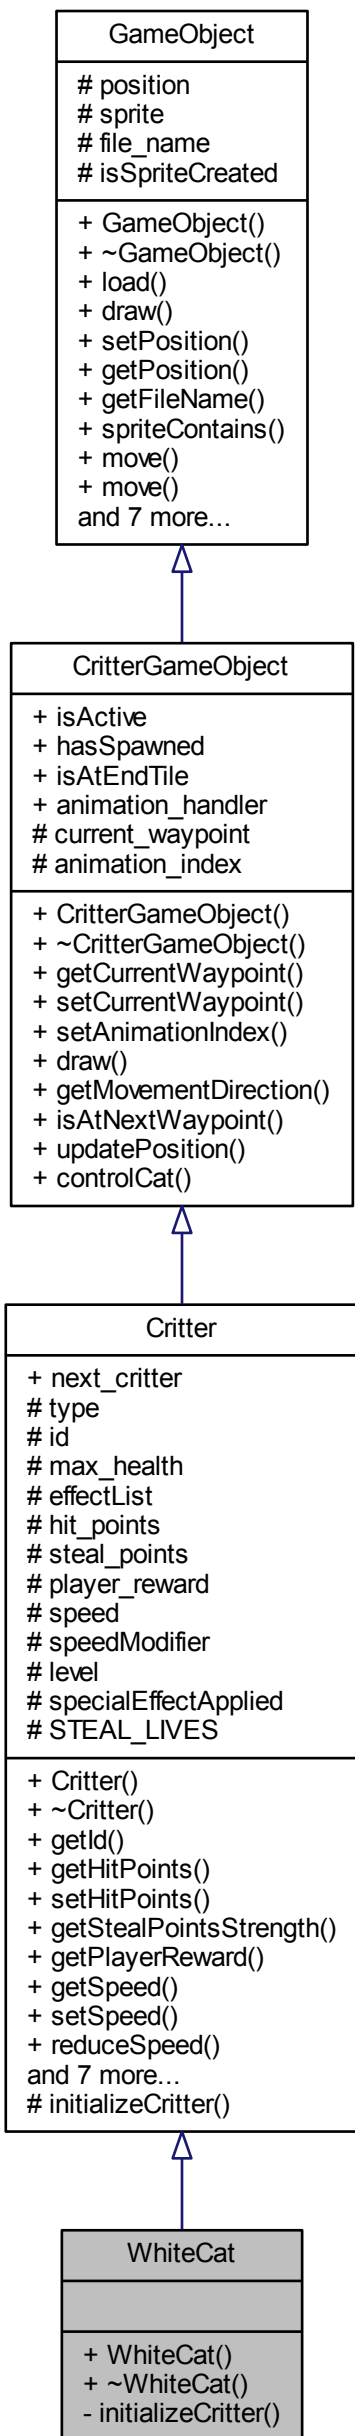 GameObject
# position
# sprite
# file_name
# isSpriteCreated
+ GameObject()
+ ~GameObject()
+ load()
+ draw()
+ setPosition()
+ getPosition()
+ getFileName()
+ spriteContains()
+ move()
+ move()
and 7 more...
CritterGameObject
+ isActive
+ hasSpawned
+ isAtEndTile
+ animation_handler
# current_waypoint
# animation_index
+ CritterGameObject()
+ ~CritterGameObject()
+ getCurrentWaypoint()
+ setCurrentWaypoint()
+ setAnimationIndex()
+ draw()
+ getMovementDirection()
+ isAtNextWaypoint()
+ updatePosition()
+ controlCat()
Critter
+ next_critter
# type
# id
# max_health
# effectList
# hit_points
# steal_points
# player_reward
# speed
# speedModifier
# level
# specialEffectApplied
# STEAL_LIVES
+ Critter()
+ ~Critter()
+ getId()
+ getHitPoints()
+ setHitPoints()
+ getStealPointsStrength()
+ getPlayerReward()
+ getSpeed()
+ setSpeed()
+ reduceSpeed()
and 7 more...
# initializeCritter()
WhiteCat
+ WhiteCat()
+ ~WhiteCat()
- initializeCritter()